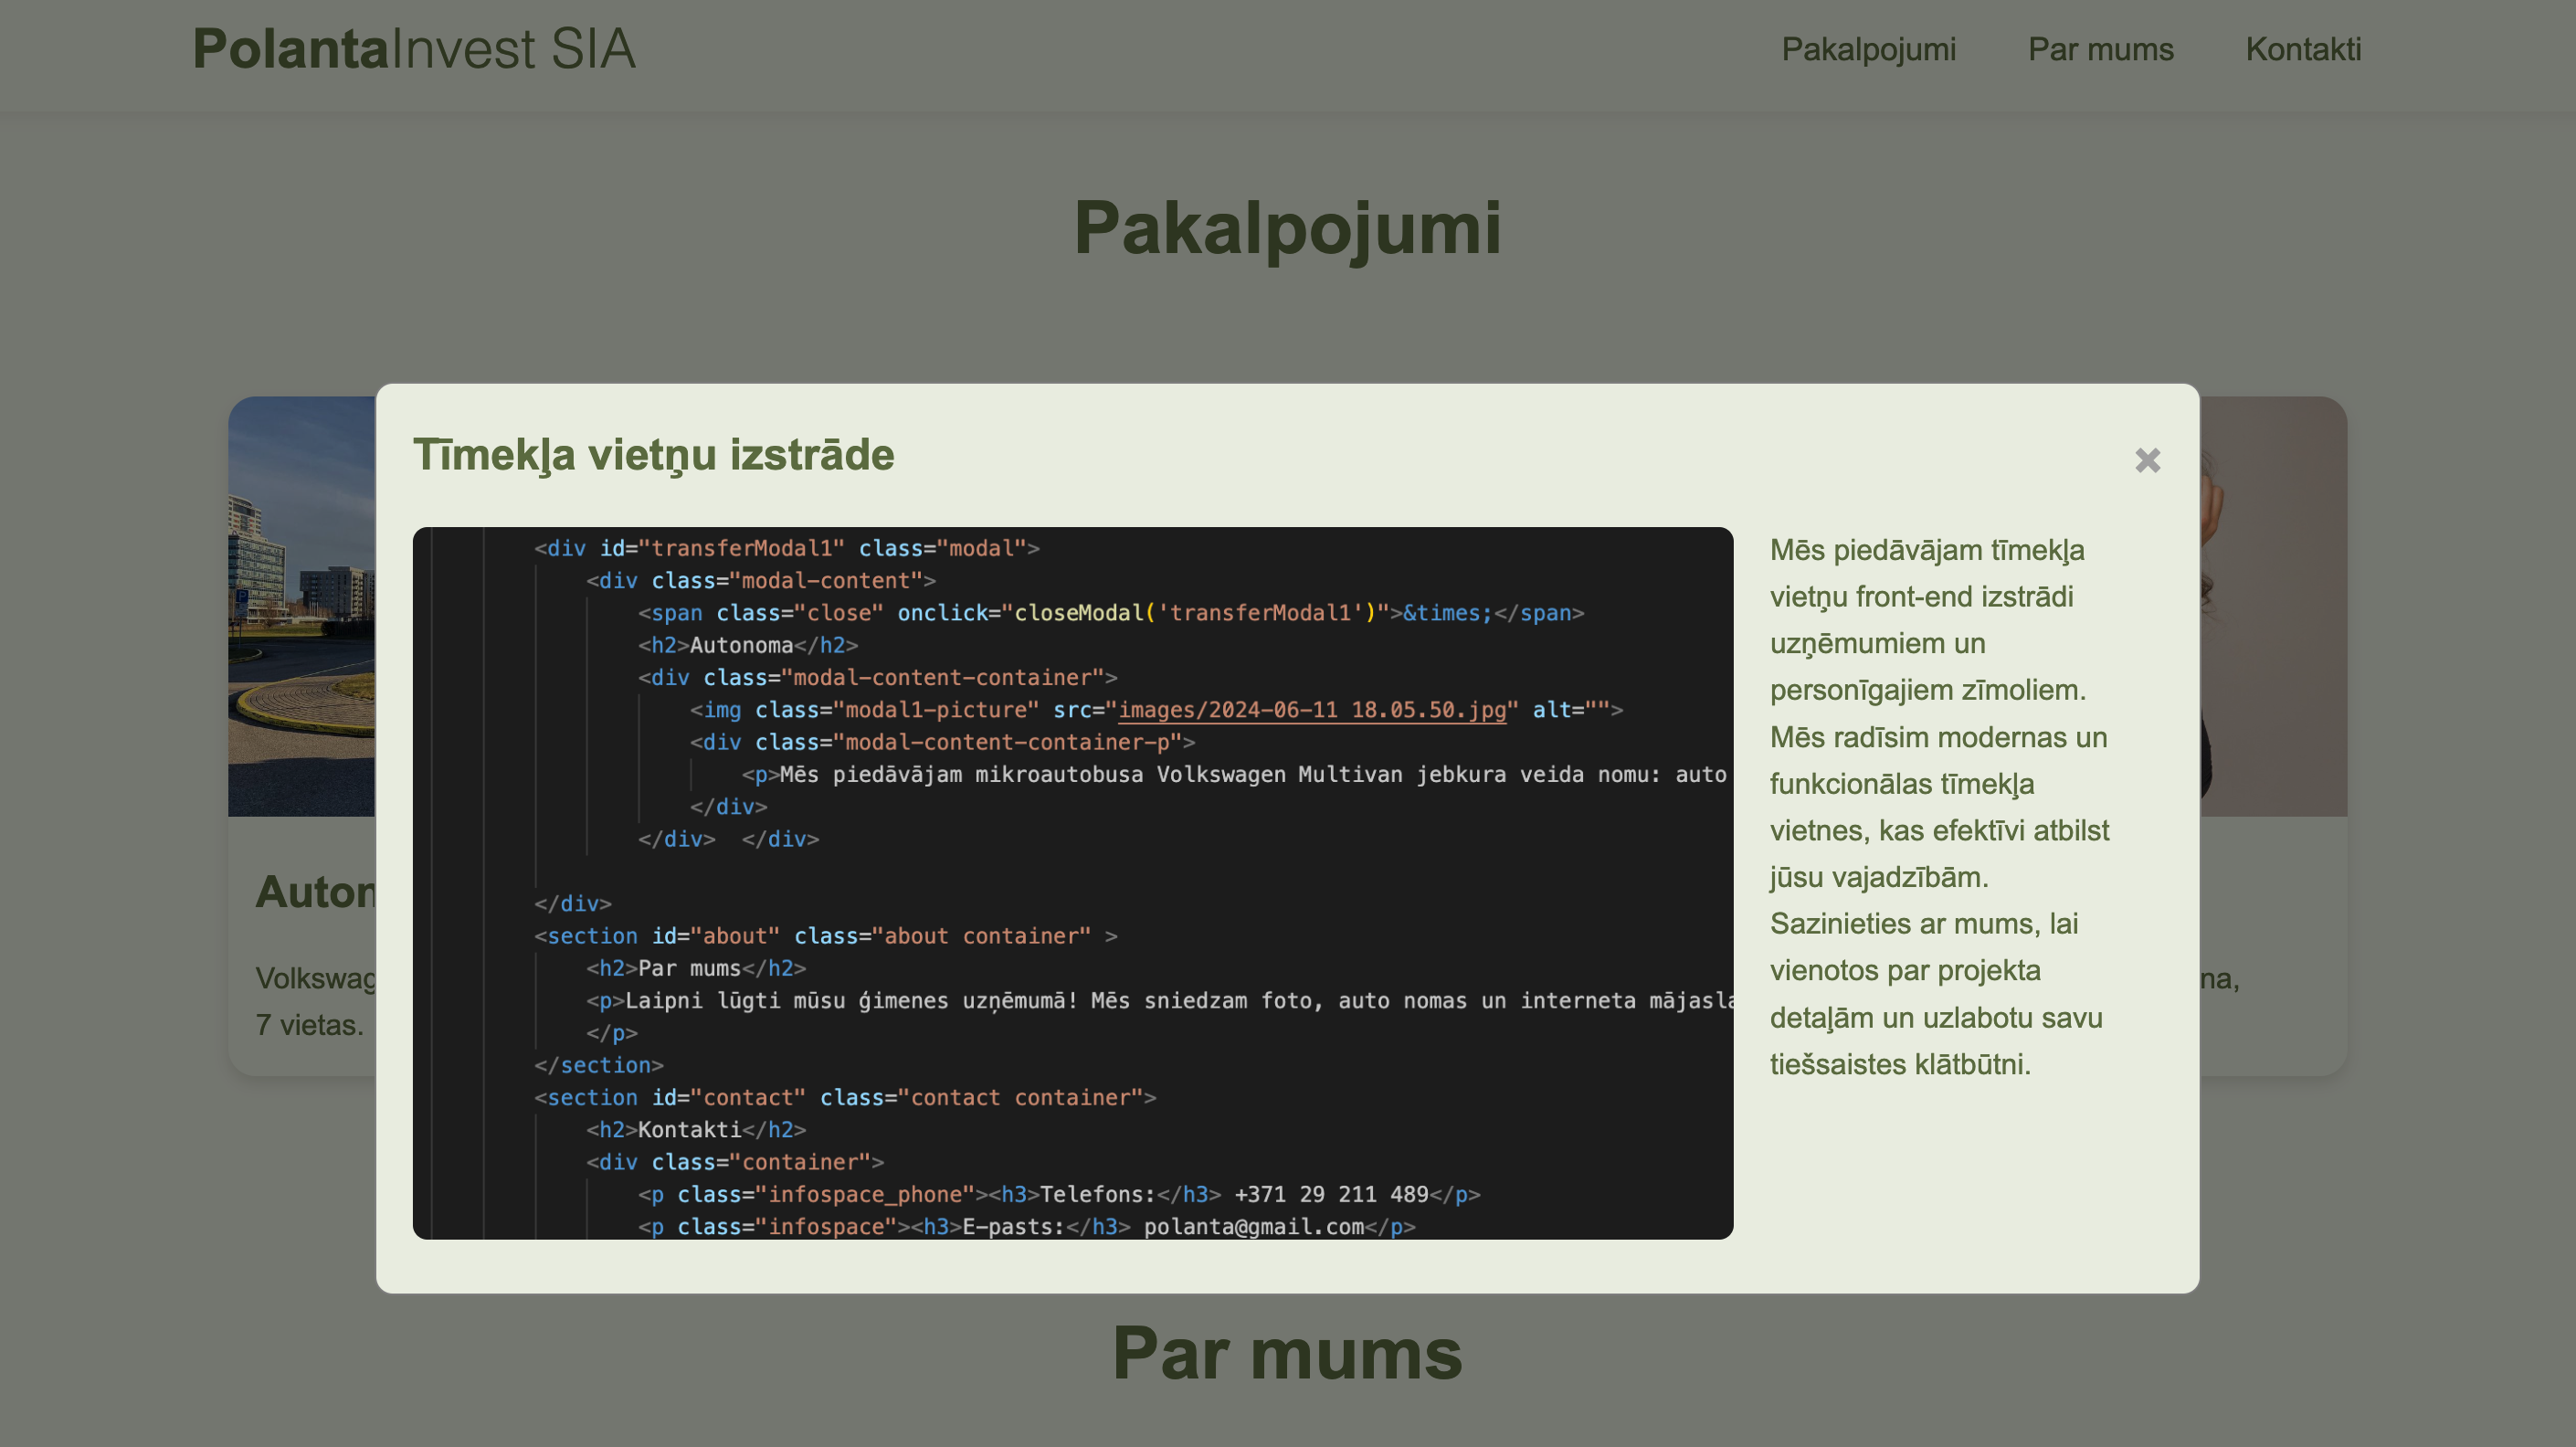 PolantaInvest SIA
Pakalpojumi
Par mums
Kontakti
Pakalpojumi
Tīmekļa vietņu izstrāde
×
<div id="transferModal1" class="modal">
<div class="modal-content">
<span class="close" onclick="closeModal('transferModal1')">&times;</span>
<h2>Autonoma</h2>
<div class="modal-content-container">
<img class="modal1-picture" src="images/2024-06-11 18.05.50.jpg" alt="">
<div class="modal-content-container-p">
<p>Mēs piedāvājam mikroautobusa Volkswagen Multivan jebkura veida nomu: auto
</div>
</div>  </div>
</div>
<section id="about" class="about container" >
<h2>Par mums</h2>
<p>Laipni lūgti mūsu ģimenes uzņēmumā! Mēs sniedzam foto, auto nomas un interneta mājasla
</p>
</section>
<section id="contact" class="contact container">
<h2>Kontakti</h2>
<div class="container">
<p class="infospace_phone"><h3>Telefons:</h3> +371 29 211 489</p>
<p class="infospace"><h3>E-pasts:</h3> polanta@gmail.com</p>
Mēs piedāvājam tīmekļa
vietņu front-end izstrādi
uzņēmumiem un
personīgajiem zīmoliem.
Mēs radīsim modernas un
funkcionālas tīmekļa
vietnes, kas efektīvi atbilst
jūsu vajadzībām.
Sazinieties ar mums, lai
vienotos par projekta
detaļām un uzlabotu savu
tiešsaistes klātbūtni.
Auton
Volkswag
7 vietas.
na,
Par mums